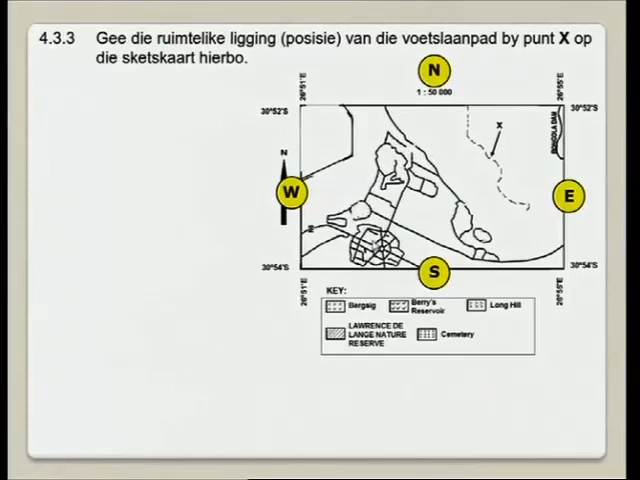 4.3.3 Gee die ruimtelike ligging (posisie) van die voetslaanpad by punt X op
die sketskaart hierbo.
N
1 : 50 000
26°51'E
26°55'E
30°52'S
30°52'S
BONGOLA DAM
X
N
W
E
30°54'S
S
30°54'S
26°51'E
26°55'E
KEY:
Bergsig
Berry's
Reservoir
Long Hill
LAWRENCE DE
LANGE NATURE
RESERVE
Cemetery